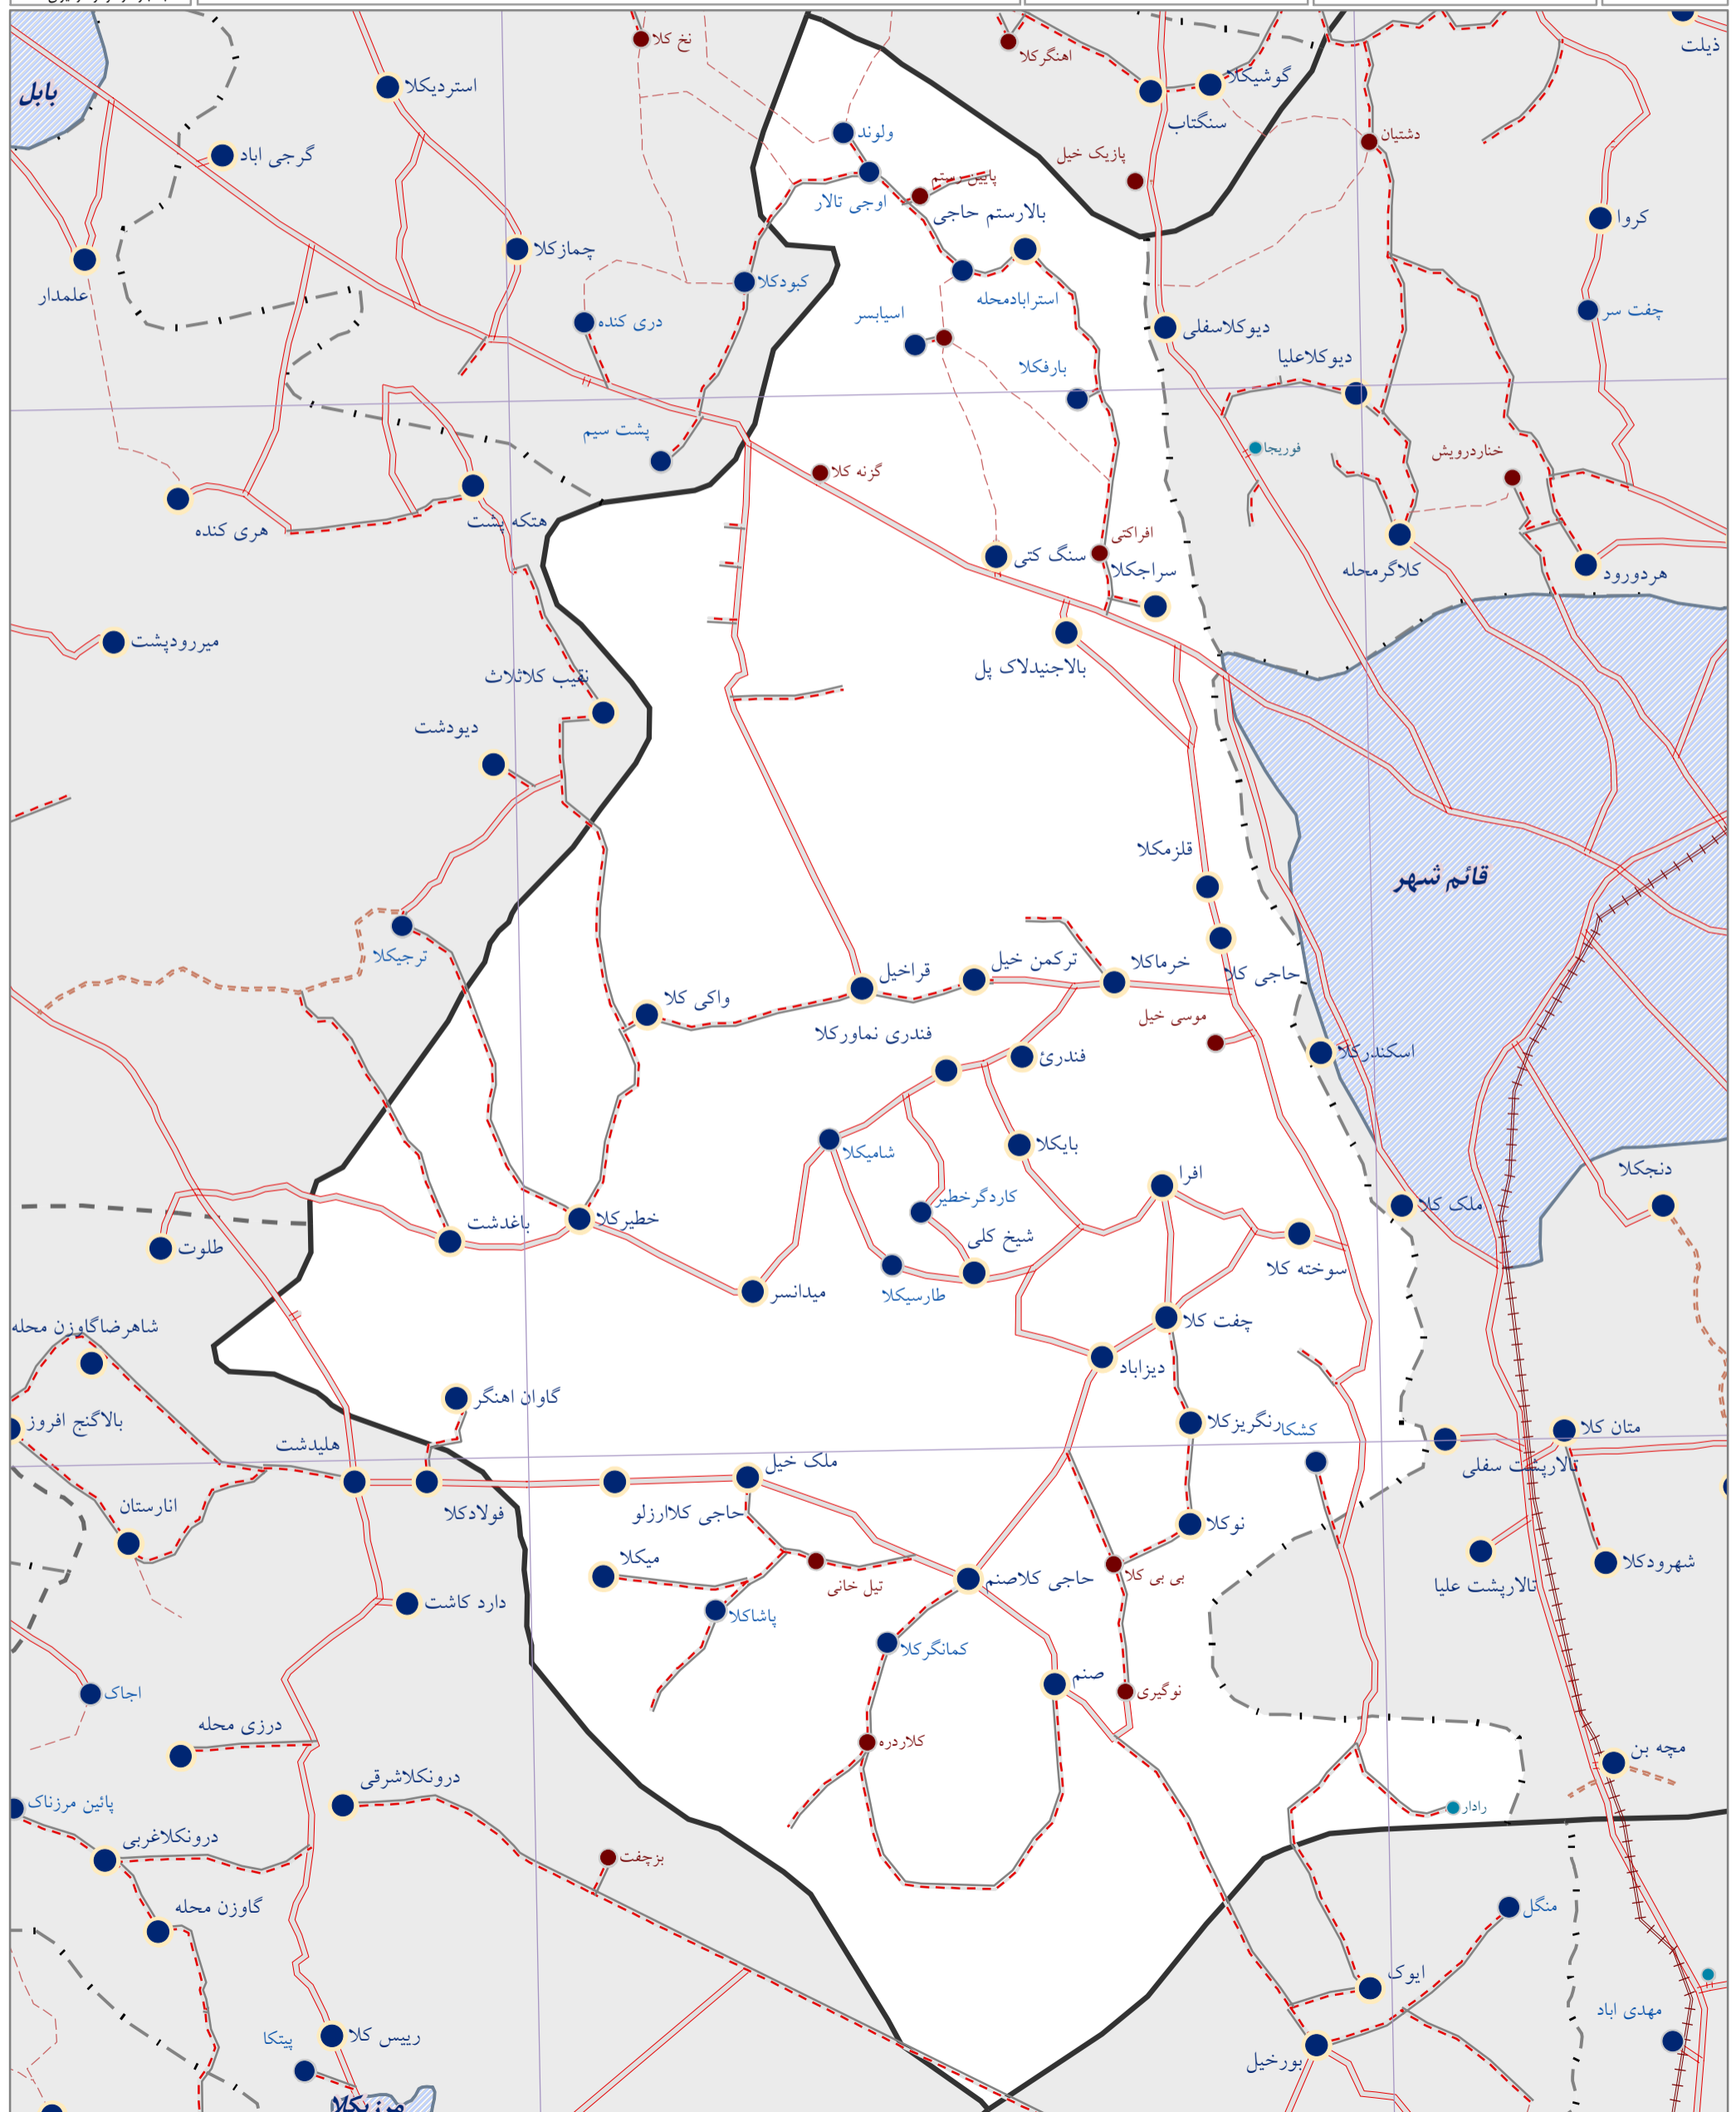 نخ کلا
اهنگرکلا
ذیلت
بابل
استردیکلا
گوشیکلا
سنگتاب
ولوند
دشتیان
گرجی اباد
پازیک خیل
پایین رستم
اوجی تالار
بالارستم حاجی
کروا
چمازکلا
علمدار
کبودکلا
استرابادمحله
دری کنده
اسیابسر
دیوکلاسفلی
چفت سر
دیوکلاعلیا
بارفکلا
پشت سیم
گزنه کلا
فوریجا
خناردرویش
هتکه پشت
هری کنده
سنگ کتی
افراکتی
سراجکلا
کلاگرمحله
هردورود
میررودپشت
بالاجنیدلاک پل
نقیب کلاثلاث
دیودشت
قلزمکلا
قائم شهر
ترجیکلا
قراخیل
ترکمن خیل
خرماکلا
حاجی کلا
واکی کلا
موسی خیل
فندری نماورکلا
فندرئ
اسکندرکلا
شامیکلا
بایکلا
افرا
دنجکلا
کاردگرخطیر
ملک کلا
باغدشت
خطیرکلا
شیخ کلی
طلوت
سوخته کلا
طارسیکلا
میدانسر
چفت کلا
شاهرضاگاوزن محله
دیزاباد
گاوان اهنگر
بالاگنج افروز
رنگریزکلا
کشکا
متان کلا
هلیدشت
ملک خیل
تالارپشت سفلی
انارستان
فولادکلا
حاجی کلاارزلو
نوکلا
میکلا
تیل خانی
حاجی کلاصنم
بی بی کلا
شهرودکلا
تالارپشت علیا
دارد کاشت
پاشاکلا
کمانگرکلا
صنم
نوگیری
اجاک
درزی محله
کلاردره
مچه بن
درونکلاشرقی
پائین مرزناک
رادار
درونکلاغربی
بزچفت
گاوزن محله
منگل
ایوک
مهدی اباد
رییس کلا
پیتکا
بورخیل
مرزیکلا